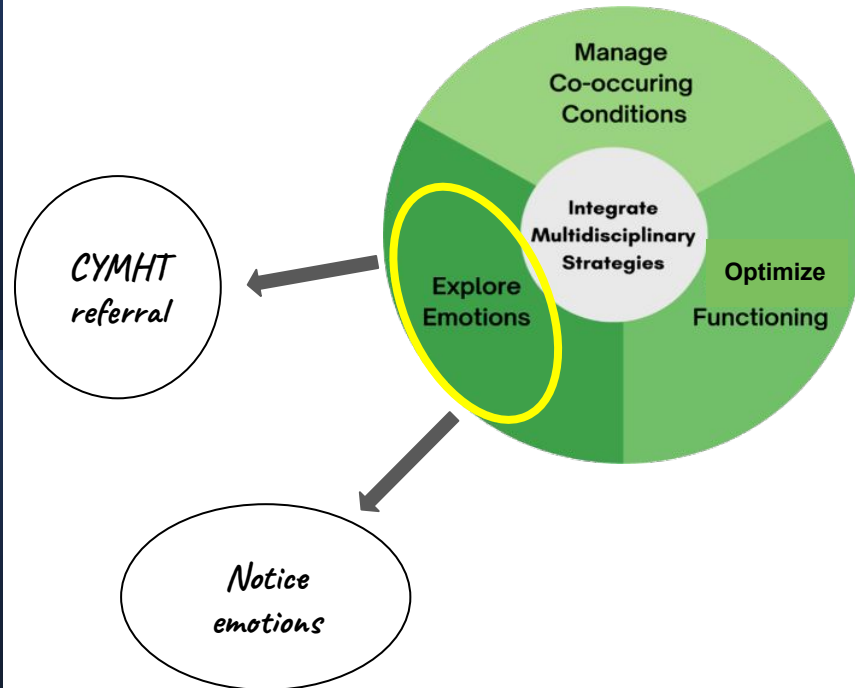 Manage
Co-occuring
Conditions
Integrate
Multidisciplinary
Strategies
Optimize
Functioning
Explore
Emotions
CYMHT
referral
Notice
emotions